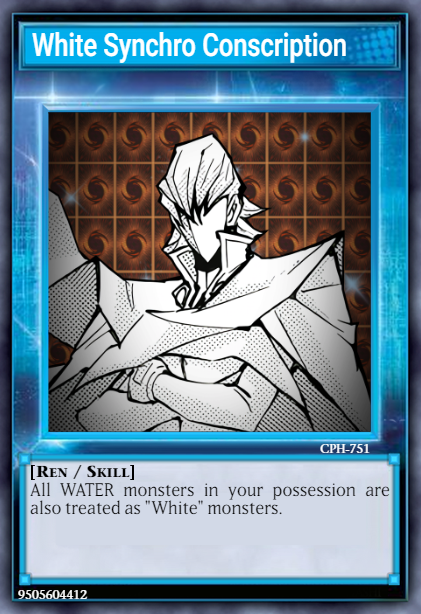 White Synchro Conscription
CPH-751
[Ren / Skill]
All WATER monsters in your possession are
also treated as "White" monsters.
9505604412